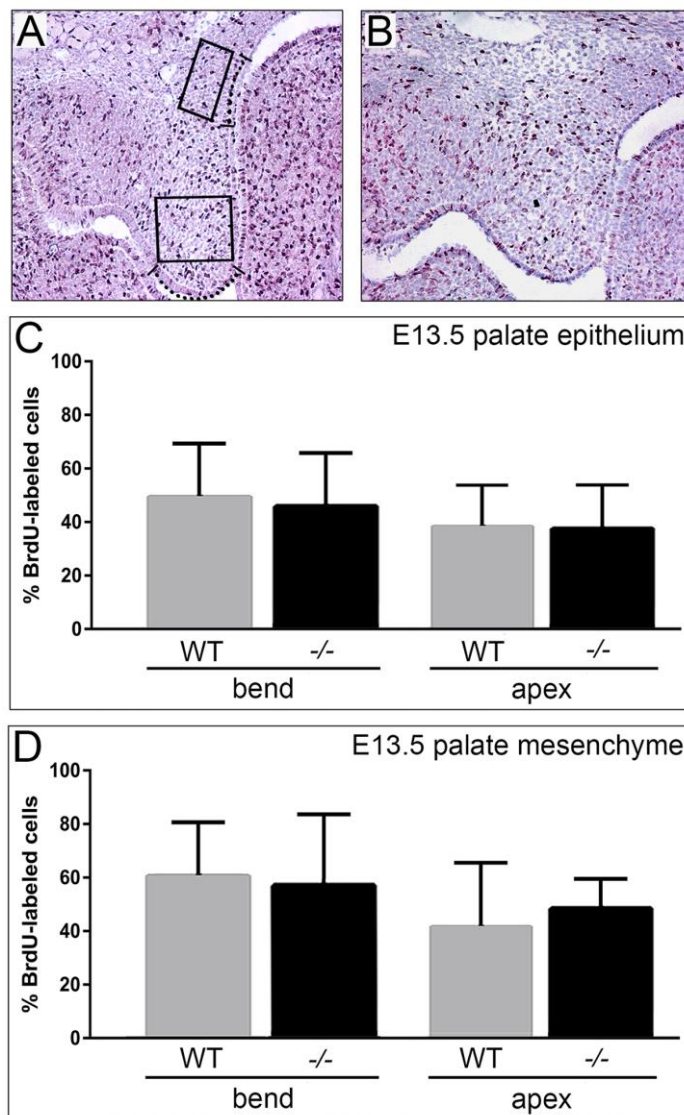 A
B
C
E13.5 palate epithelium
% BrdU-labeled cells
100
80
60
40
20
0
WT
-/-
WT
-/-
bend
apex
D
E13.5 palate mesenchyme
% BrdU-labeled cells
100
80
60
40
20
0
WT
-/-
WT
-/-
bend
apex